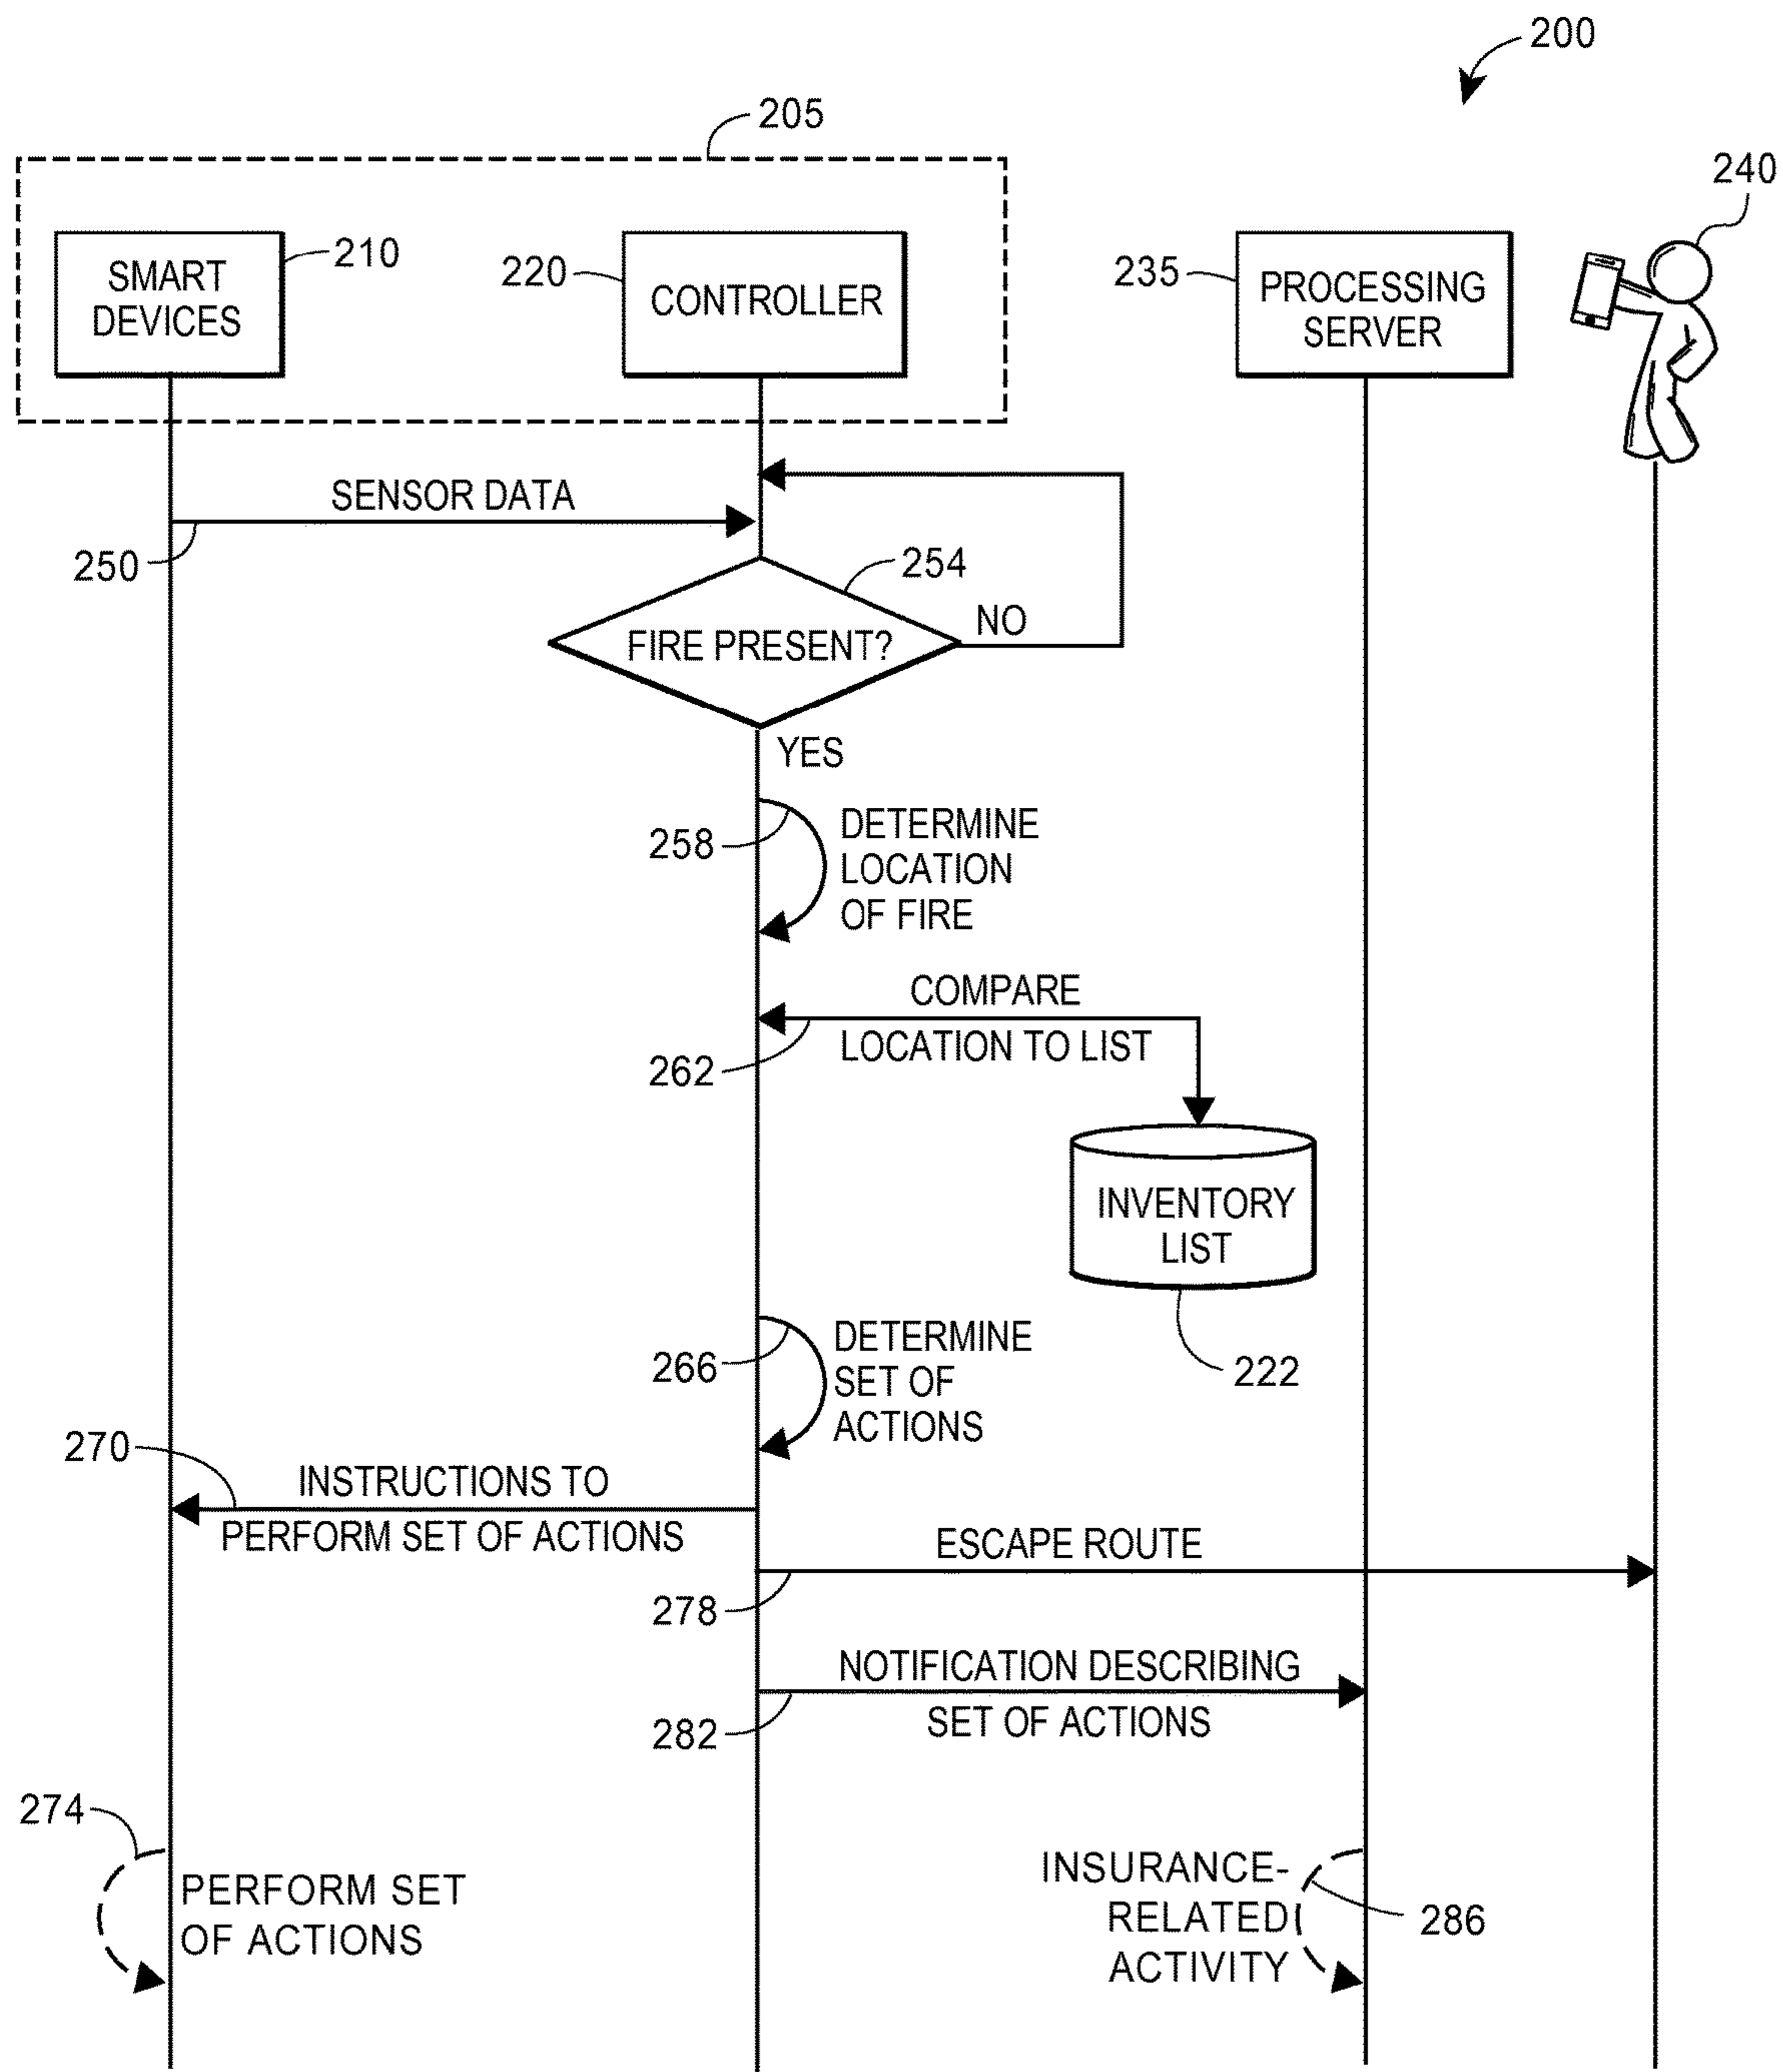 200
205
240
SMART
DEVICES
210
220
CONTROLLER
235
PROCESSING
SERVER
SENSOR DATA
250
254
FIRE PRESENT?
NO
YES
258
DETERMINE
LOCATION
OF FIRE
COMPARE
LOCATION TO LIST
262
INVENTORY
LIST
222
266
DETERMINE
SET OF
ACTIONS
270
INSTRUCTIONS TO
PERFORM SET OF ACTIONS
ESCAPE ROUTE
278
NOTIFICATION DESCRIBING
SET OF ACTIONS
282
274
PERFORM SET
OF ACTIONS
INSURANCE-
RELATED
ACTIVITY
286